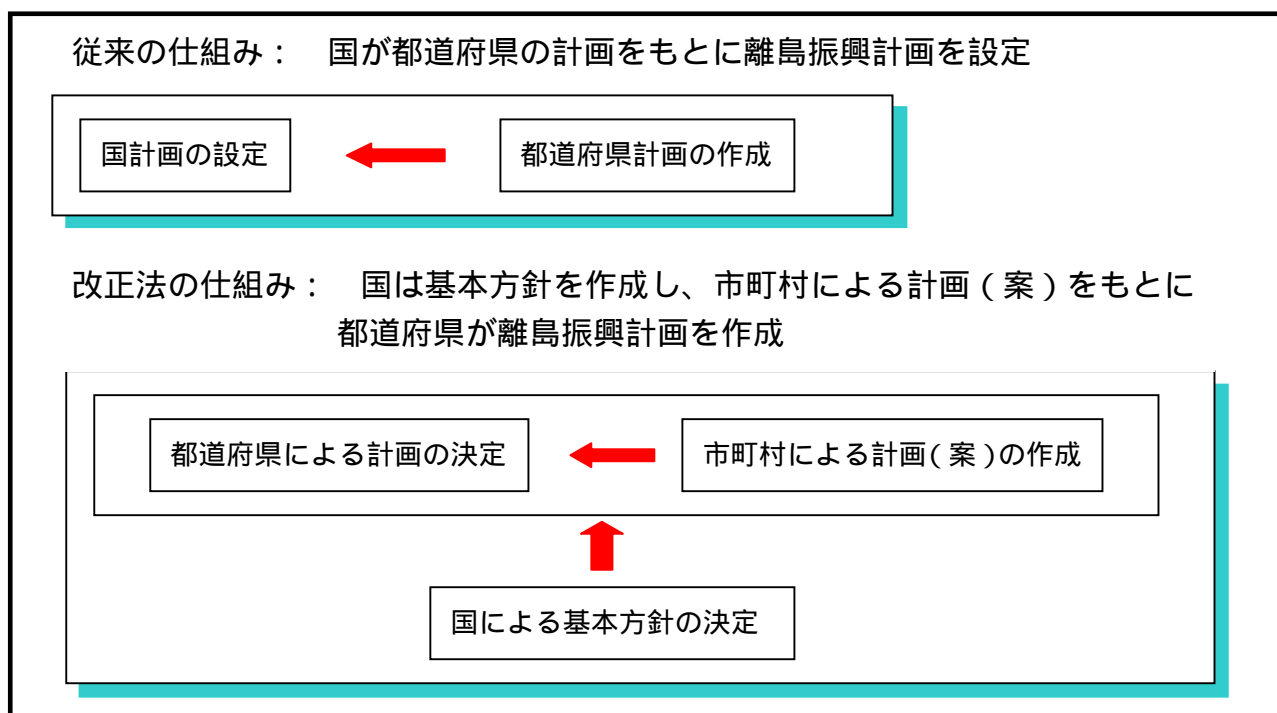 従来の仕組み：　国が都道府県の計画をもとに離島振興計画を設定
国計画の設定
都道府県計画の作成
改正法の仕組み：　国は基本方針を作成し、市町村による計画（案）をもとに
都道府県が離島振興計画を作成
都道府県による計画の決定
市町村による計画(案)の作成
国による基本方針の決定